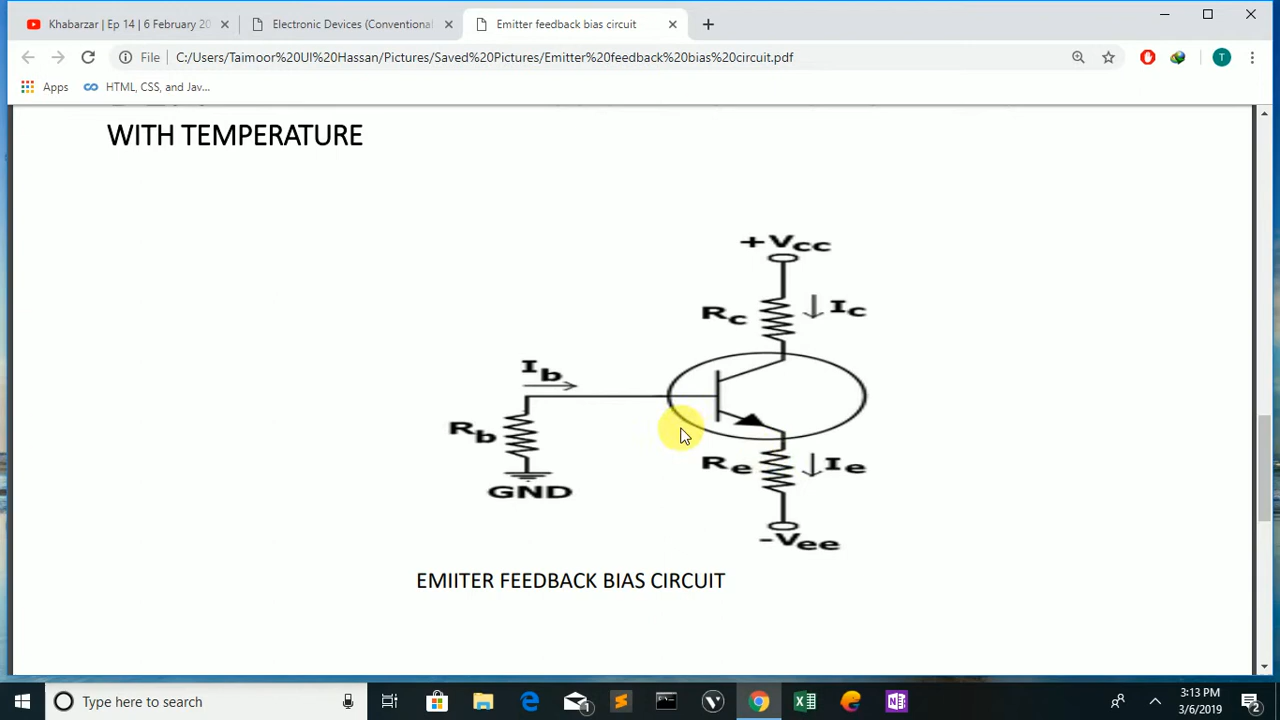 Khabarzar | Ep 14 | 6 February 20
Electronic Devices (Conventional
Emitter feedback bias circuit
File
C:/Users/Taimoor%20Ul%20Hassan/Pictures/Saved%20Pictures/Emitter%20feedback%20bias%20circuit.pdf
T
Apps
HTML, CSS, and Jav...
WITH TEMPERATURE
+Vcc
Rc
Ic
Ib
Rb
Re
Ie
GND
-Vee
EMIITER FEEDBACK BIAS CIRCUIT
Type here to search
1
3:13 PM
3/6/2019
2